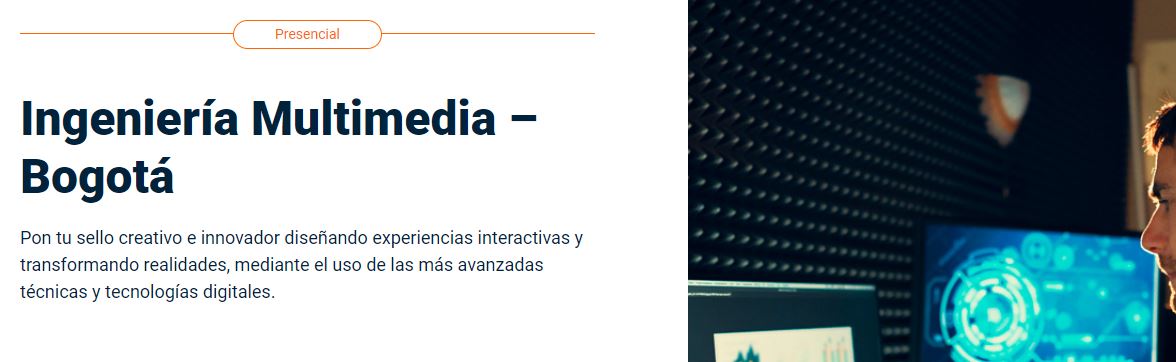 Presencial
Ingeniería Multimedia –
Bogotá
Pon tu sello creativo e innovador diseñando experiencias interactivas y
transformando realidades, mediante el uso de las más avanzadas
técnicas y tecnologías digitales.